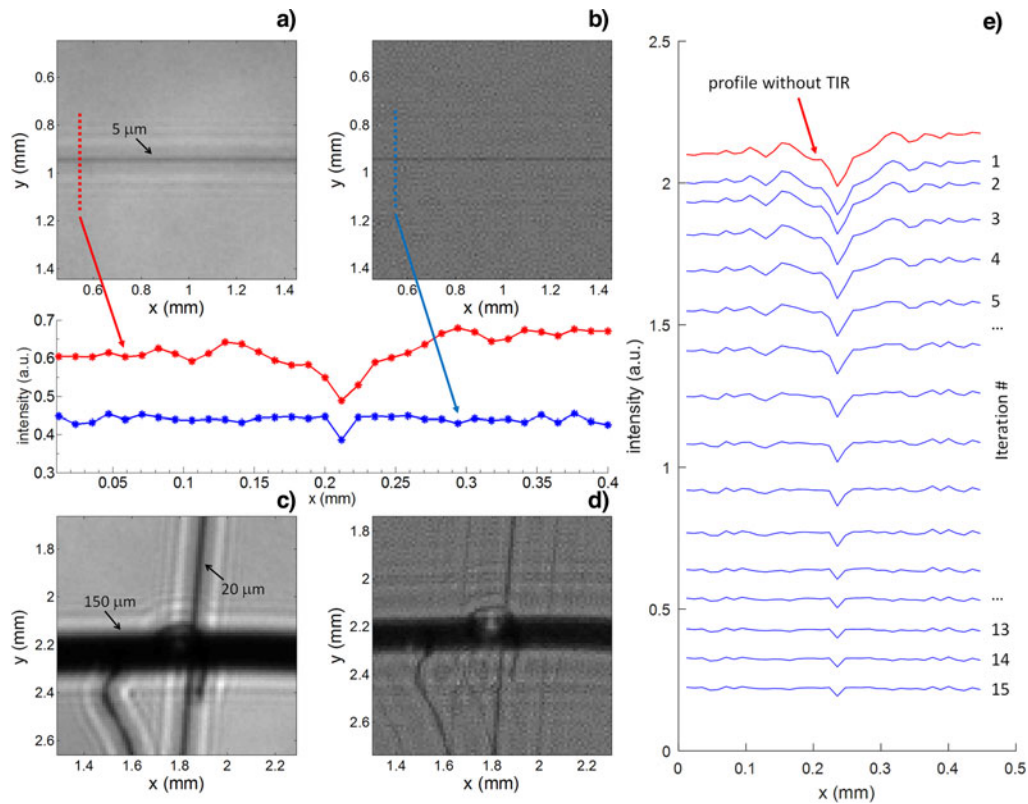 a)
0.6
0.8
1
1.2
1.4
y (mm)
5 μm
0.6 0.8 1 1.2 1.4
x (mm)
b)
0.6
0.8
1
1.2
1.4
y (mm)
0.6 0.8 1 1.2 1.4
x (mm)
0.7
0.6
0.5
0.4
0.3
intensity (a.u.)
0.05 0.1 0.15 0.2 0.25 0.3 0.35 0.4
x (mm)
c)
1.8
2
2.2
2.4
2.6
y (mm)
150 μm
20 μm
1.4 1.6 1.8 2 2.2
x (mm)
d)
1.8
2
2.2
2.4
2.6
y (mm)
1.4 1.6 1.8 2 2.2
x (mm)
e)
2.5
2
1.5
1
0.5
0
intensity (a.u.)
profile without TIR
1
2
3
4
5
...
Iteration #
...
13
14
15
0 0.1 0.2 0.3 0.4 0.5
x (mm)